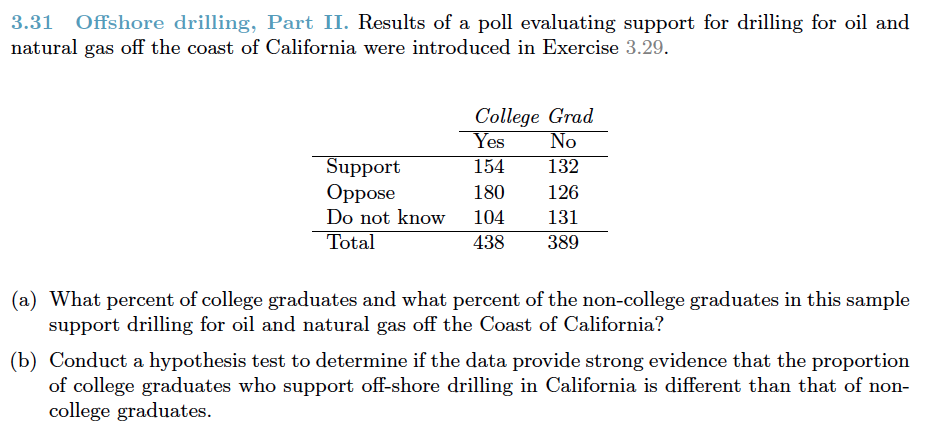 3.31 Offshore drilling, Part II. Results of a poll evaluating support for drilling for oil and
natural gas off the coast of California were introduced in Exercise 3.29.
College Grad
Yes No
Support 154 132
Oppose 180 126
Do not know 104 131
Total 438 389
(a) What percent of college graduates and what percent of the non-college graduates in this sample
support drilling for oil and natural gas off the Coast of California?
(b) Conduct a hypothesis test to determine if the data provide strong evidence that the proportion
of college graduates who support off-shore drilling in California is different than that of non-
college graduates.